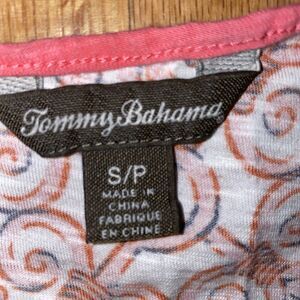 Tommy Bahama
S/P
MADE IN
CHINA
FABRIQUÉ
EN CHINE